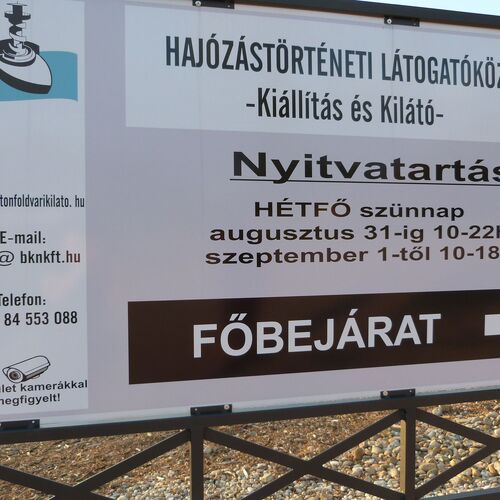 HAJÓZÁSTÖRTÉNETI LÁTOGATÓKÖZ
-Kiállítás és Kilátó-
Nyitvatartás
HÉTFŐ szünnap
augusztus 31-ig 10-22h
szeptember 1-től 10-18
FŐBEJÁRAT
tonfoldvarikilato.hu
E-mail:
@ bknkft.hu
Telefon:
84 553 088
let kamerákkal
megfigyelt!